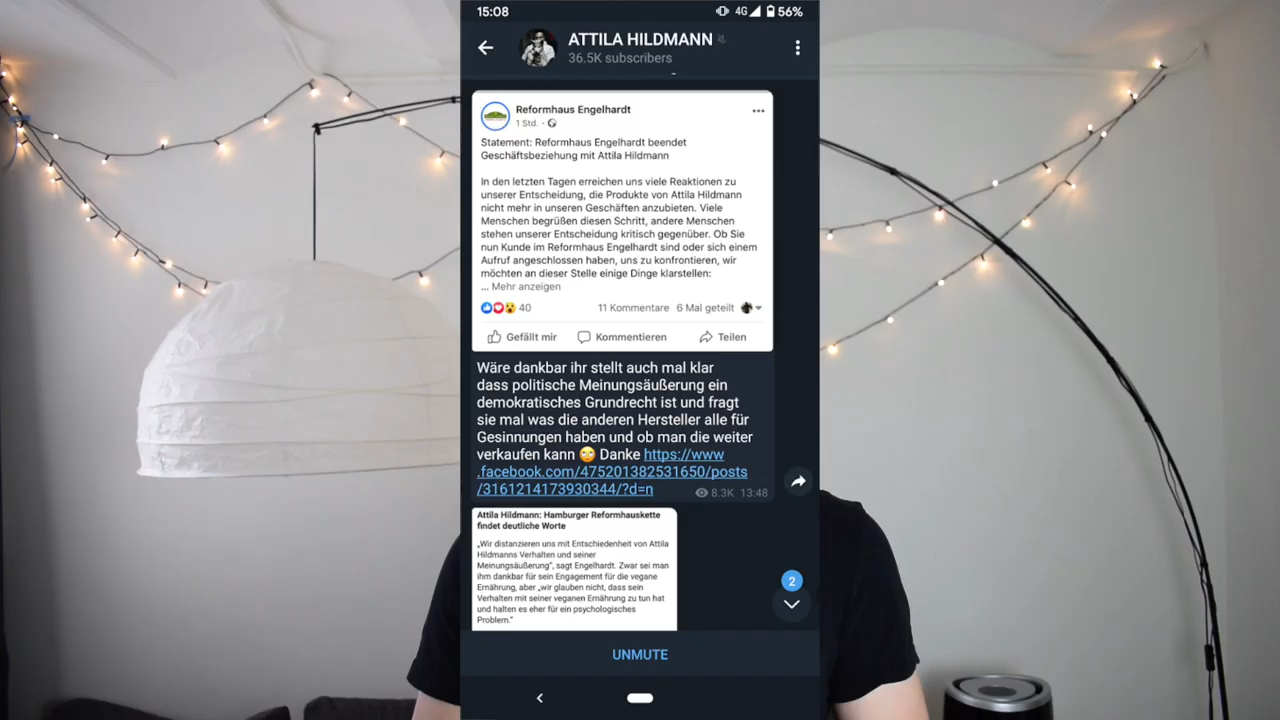 15:08
4G
56%
ATTILA HILDMANN
36.5K subscribers
Reformhaus Engelhardt
1 Std. ·
Statement: Reformhaus Engelhardt beendet
Geschäftsbeziehung mit Attila Hildmann
In den letzten Tagen erreichen uns viele Reaktionen zu
unserer Entscheidung, die Produkte von Attila Hildmann
nicht mehr in unseren Geschäften anzubieten. Viele
Menschen begrüßen diesen Schritt, andere Menschen
stehen unserer Entscheidung kritisch gegenüber. Ob Sie
nun Kunde im Reformhaus Engelhardt sind oder sich einem
Aufruf angeschlossen haben, uns zu konfrontieren, wir
möchten an dieser Stelle einige Dinge klarstellen:
... Mehr anzeigen
40 11 Kommentare 6 Mal geteilt
Gefällt mir Kommentieren Teilen
Wäre dankbar ihr stellt auch mal klar
dass politische Meinungsäußerung ein
demokratisches Grundrecht ist und fragt
sie mal was die anderen Hersteller alle für
Gesinnungen haben und ob man die weiter
verkaufen kann 🙄 Danke https://www
.facebook.com/475201382531650/posts
/3161214173930344/?d=n
8.3K 13:48
Attila Hildmann: Hamburger Reformhauskette
findet deutliche Worte
„Wir distanzieren uns mit Entschiedenheit von Attila
Hildmanns Verhalten und seiner
Meinungsäußerung", sagt Engelhardt. Zwar sei man
ihm dankbar für sein Engagement für die vegane
Ernährung, aber „wir glauben nicht, dass sein
Verhalten mit seiner veganen Ernährung zu tun hat
und halten es eher für ein psychologisches
Problem."
2
UNMUTE